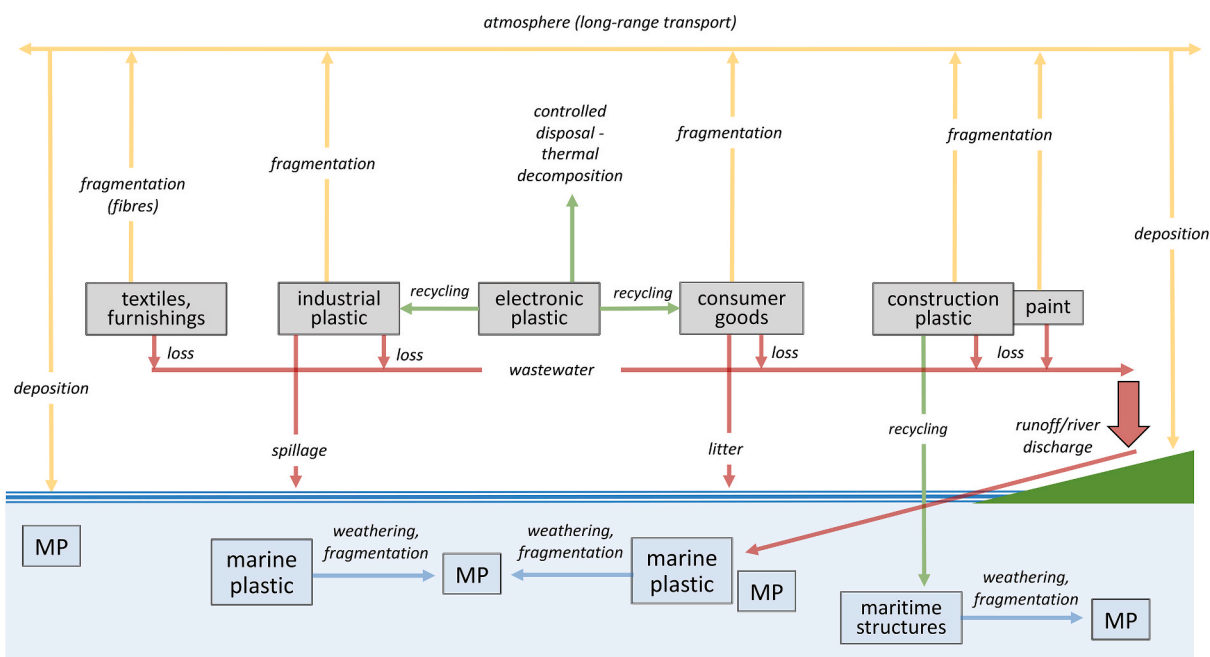 atmosphere (long-range transport)
controlled
disposal -
thermal
decomposition
fragmentation
(fibres)
fragmentation
fragmentation
fragmentation
deposition
textiles,
furnishings
industrial
plastic
recycling
electronic
plastic
recycling
consumer
goods
construction
plastic
paint
loss
loss
loss
loss
wastewater
deposition
spillage
litter
recycling
runoff/river
discharge
MP
marine
plastic
weathering,
fragmentation
MP
weathering,
fragmentation
marine
plastic
MP
maritime
structures
weathering,
fragmentation
MP